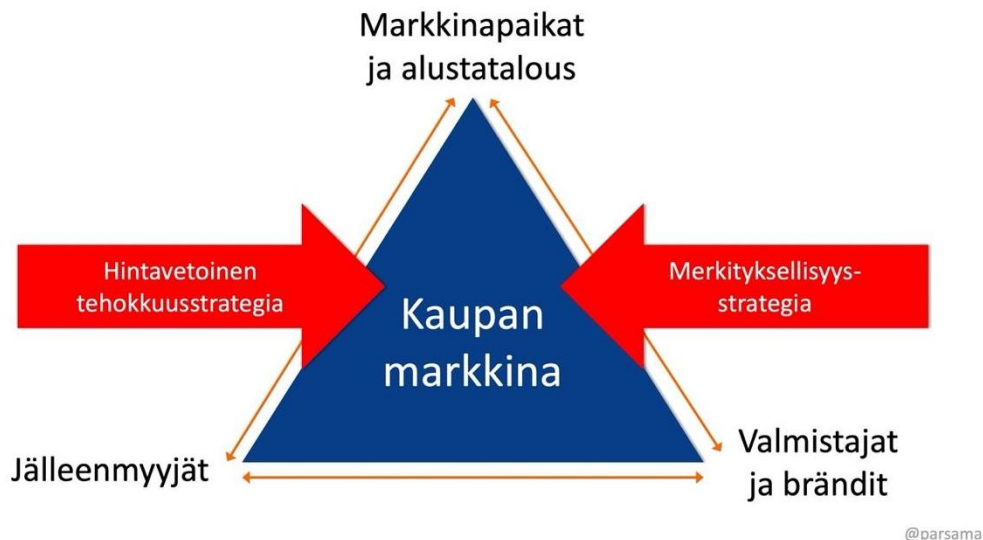 Markkinapaikat
ja alustatalous
Hintavetoinen
tehokkuusstrategia
Merkityksellisyys-
strategia
Kaupan
markkina
Jälleenmyyjät
Valmistajat
ja brändit
@parsama